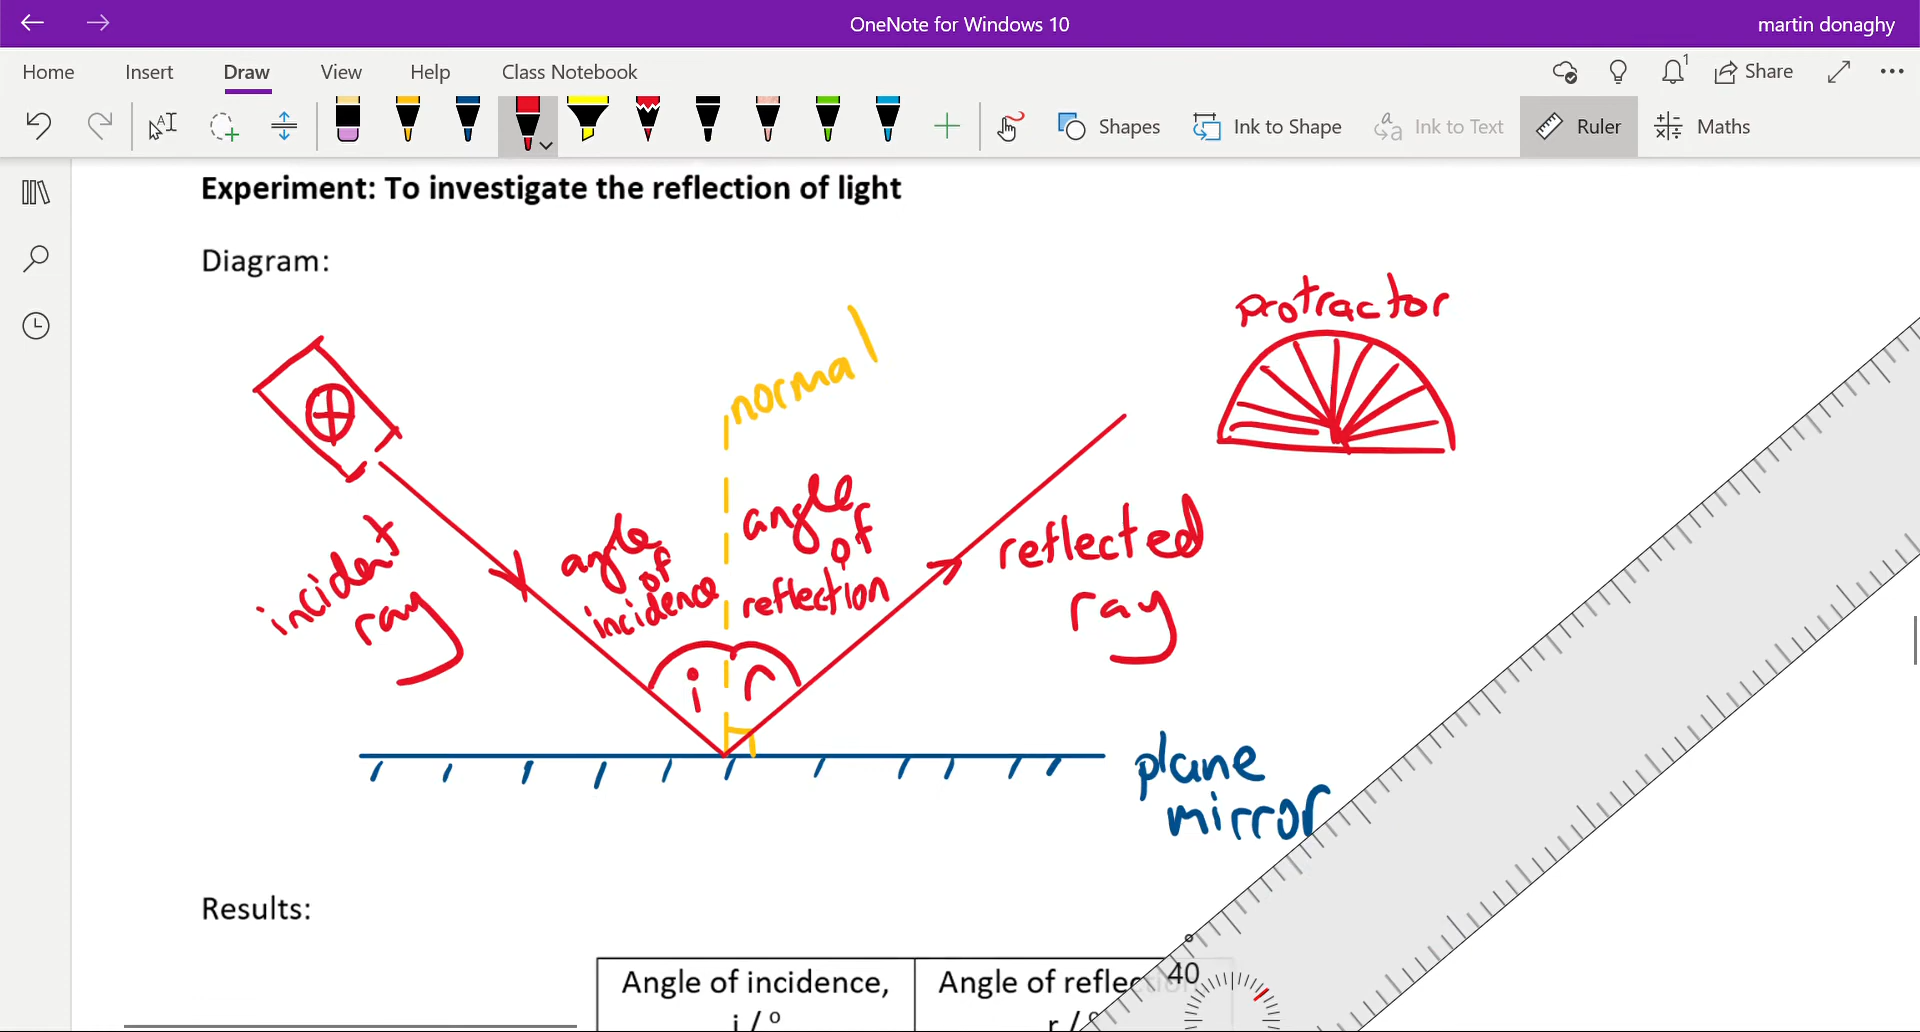 OneNote for Windows 10
martin donaghy
Home Insert Draw View Help Class Notebook
1
Share
Shapes
Ink to Shape
Ink to Text
Ruler
Maths
Experiment: To investigate the reflection of light
Diagram:
protractor
normal
incident
ray
angle
of
incidence
angle
of
reflection
reflected
ray
i r
plane
mirror
Results:
40°
Angle of incidence,
i / °
Angle of reflection
r / °